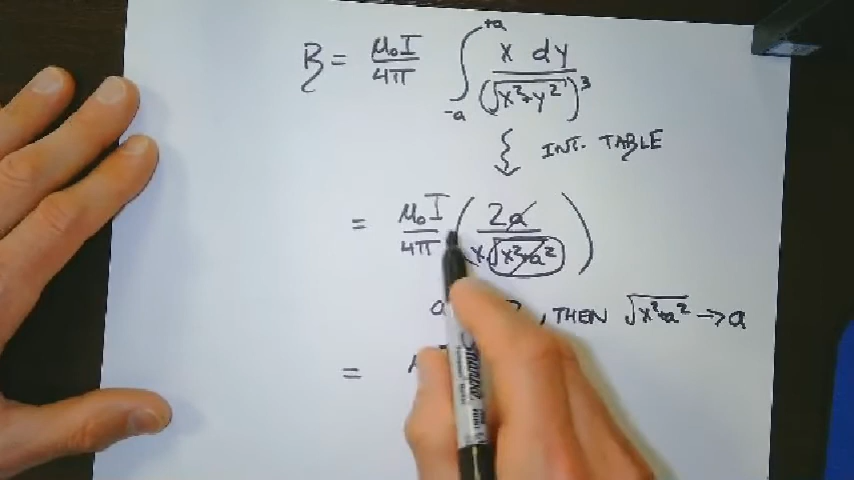 B = μ₀I/4π ∫₋ₐ⁺ᵃ x dy/(√x²+y²)³
INT. TABLE
= μ₀I/4π (2a/x√x²+a²)
a , THEN √x²+a² → a
=